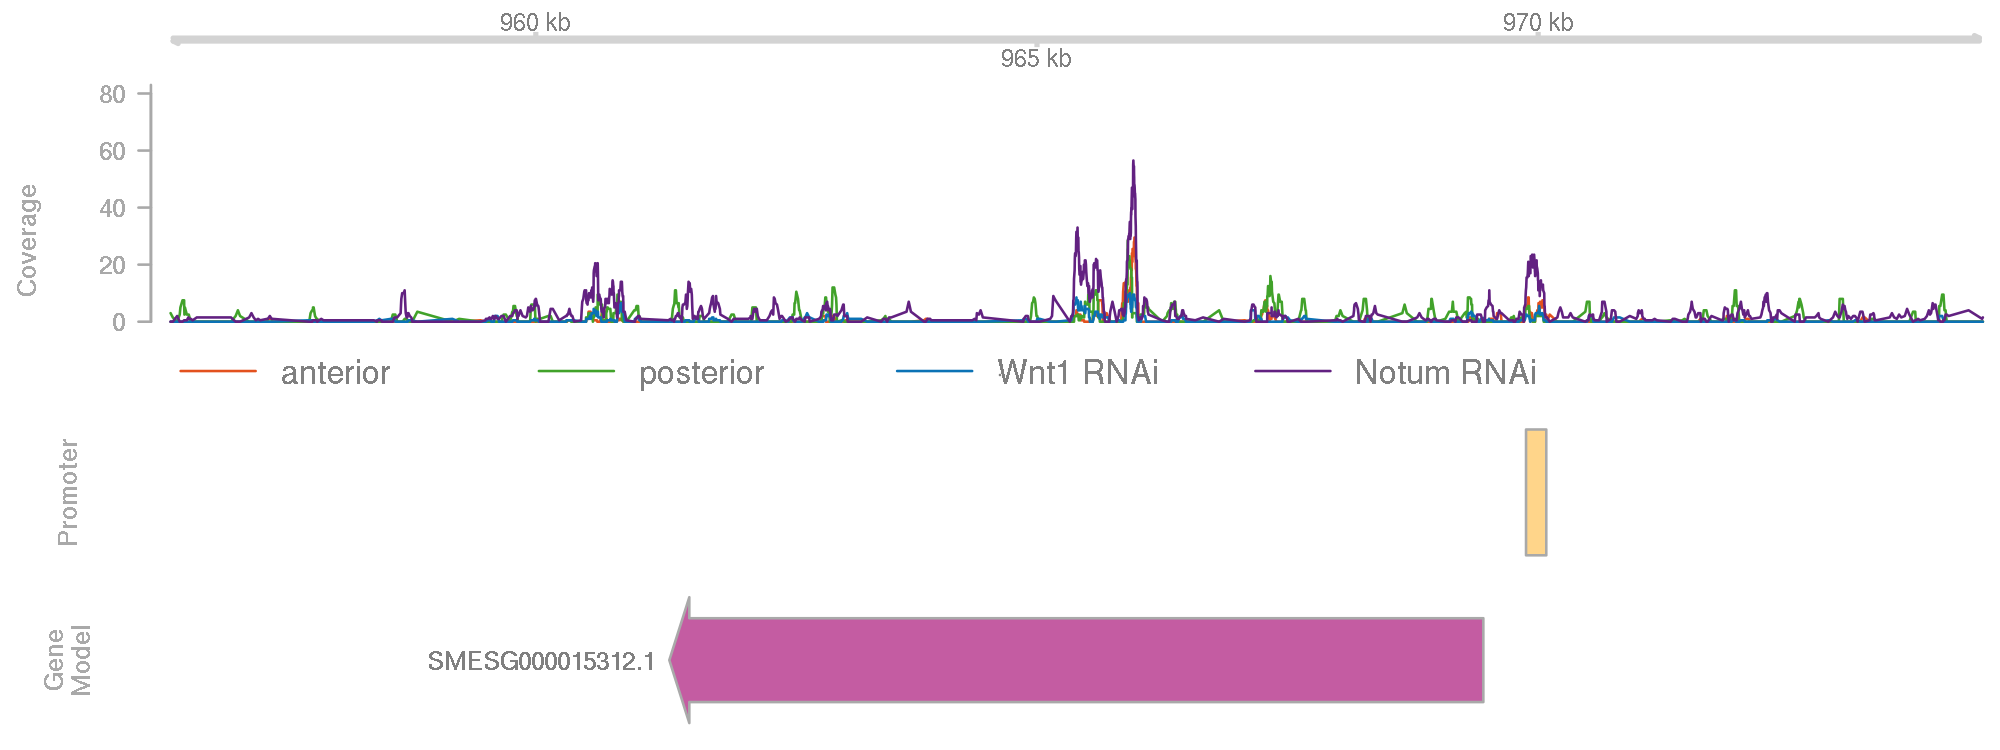 960 kb
970 kb
965 kb
80
60
40
20
0
Coverage
anterior posterior Wnt1 RNAi Notum RNAi
Promoter
Gene
Model
SMESG000015312.1